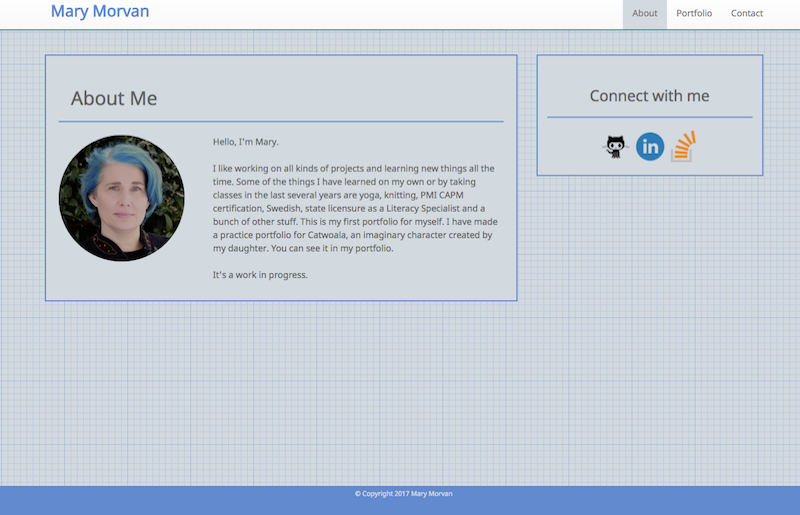 Mary Morvan
About Portfolio Contact
About Me
Hello, I'm Mary.
I like working on all kinds of projects and learning new things all the
time. Some of the things I have learned on my own or by taking
classes in the last several years are yoga, knitting, PMI CAPM
certification, Swedish, state licensure as a Literacy Specialist and a
bunch of other stuff. This is my first portfolio for myself. I have made
a practice portfolio for Catwoala, an imaginary character created by
my daughter. You can see it in my portfolio.
It's a work in progress.
Connect with me
in
© Copyright 2017 Mary Morvan